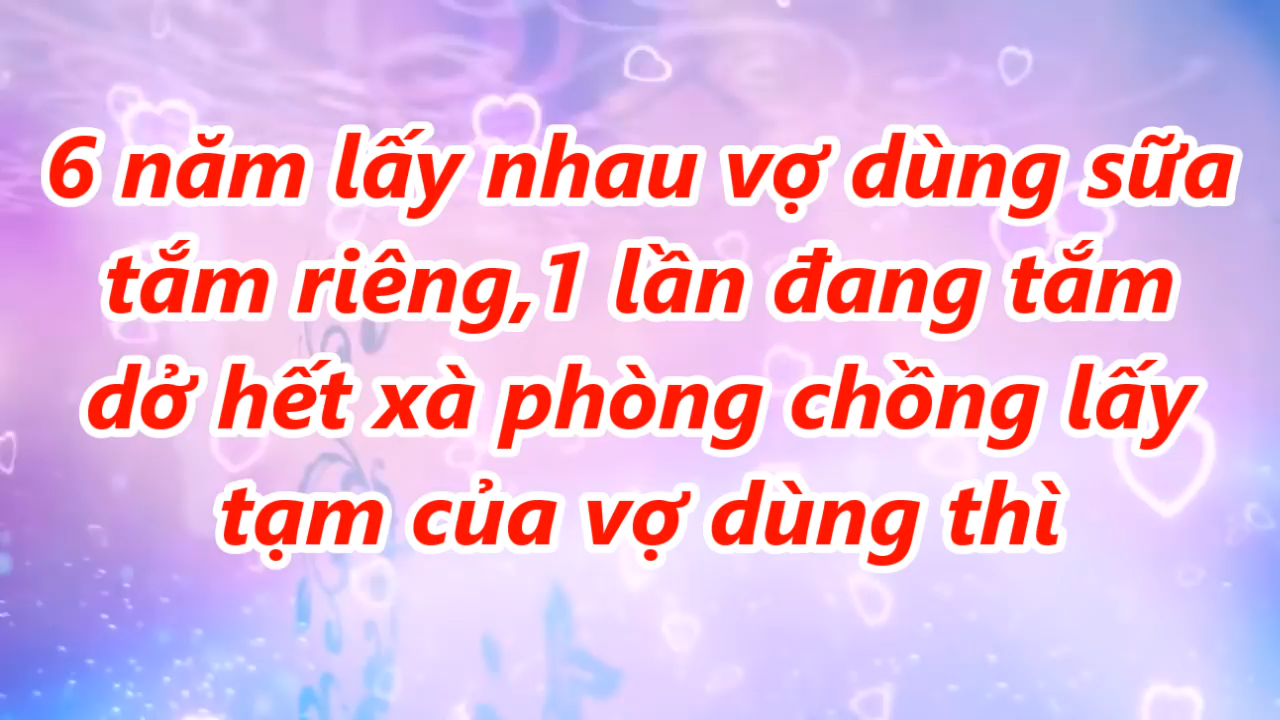 6 năm lấy nhau vợ dùng sữa
tắm riêng,1 lần đang tắm
dở hết xà phòng chồng lấy
tạm của vợ dùng thì